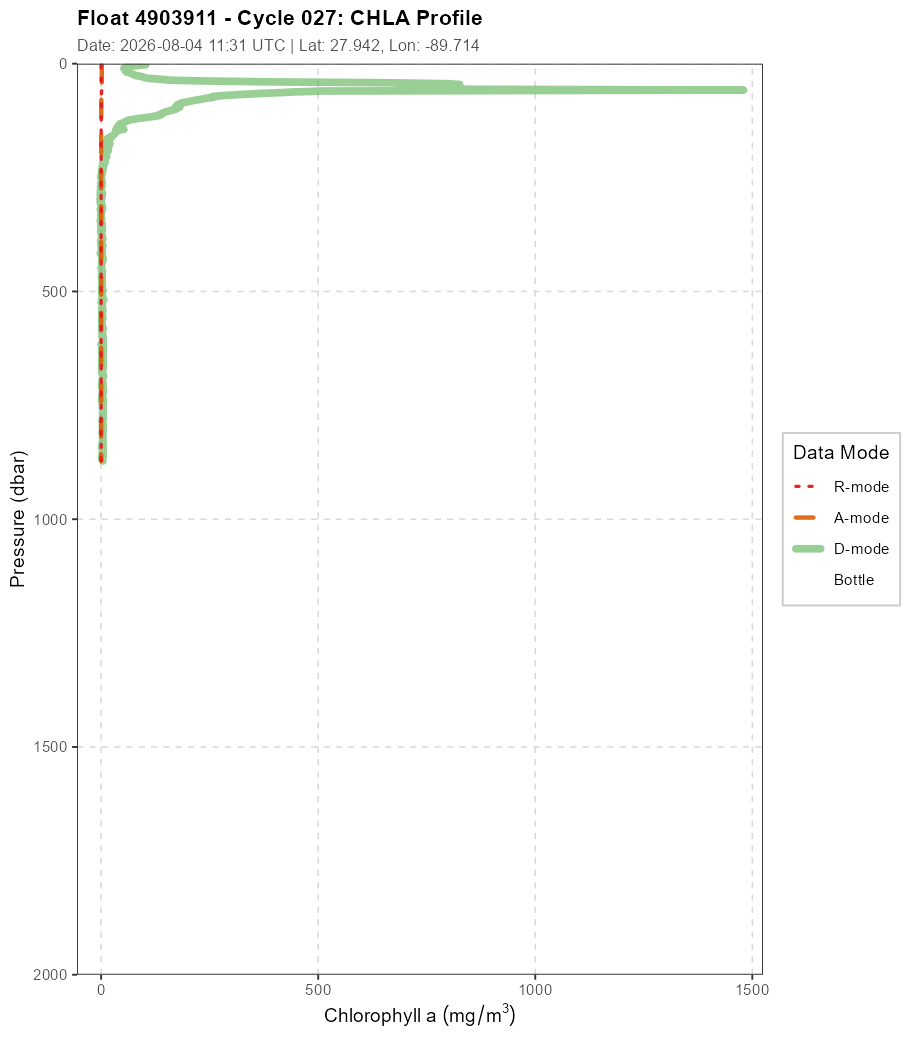 Float 4903911 - Cycle 027: CHLA Profile
Date: 2026-08-04 11:31 UTC | Lat: 27.942, Lon: -89.714
0
500
1000
1500
2000
Pressure (dbar)
0 500 1000 1500
Chlorophyll a (mg/m³)
Data Mode
R-mode
A-mode
D-mode
Bottle